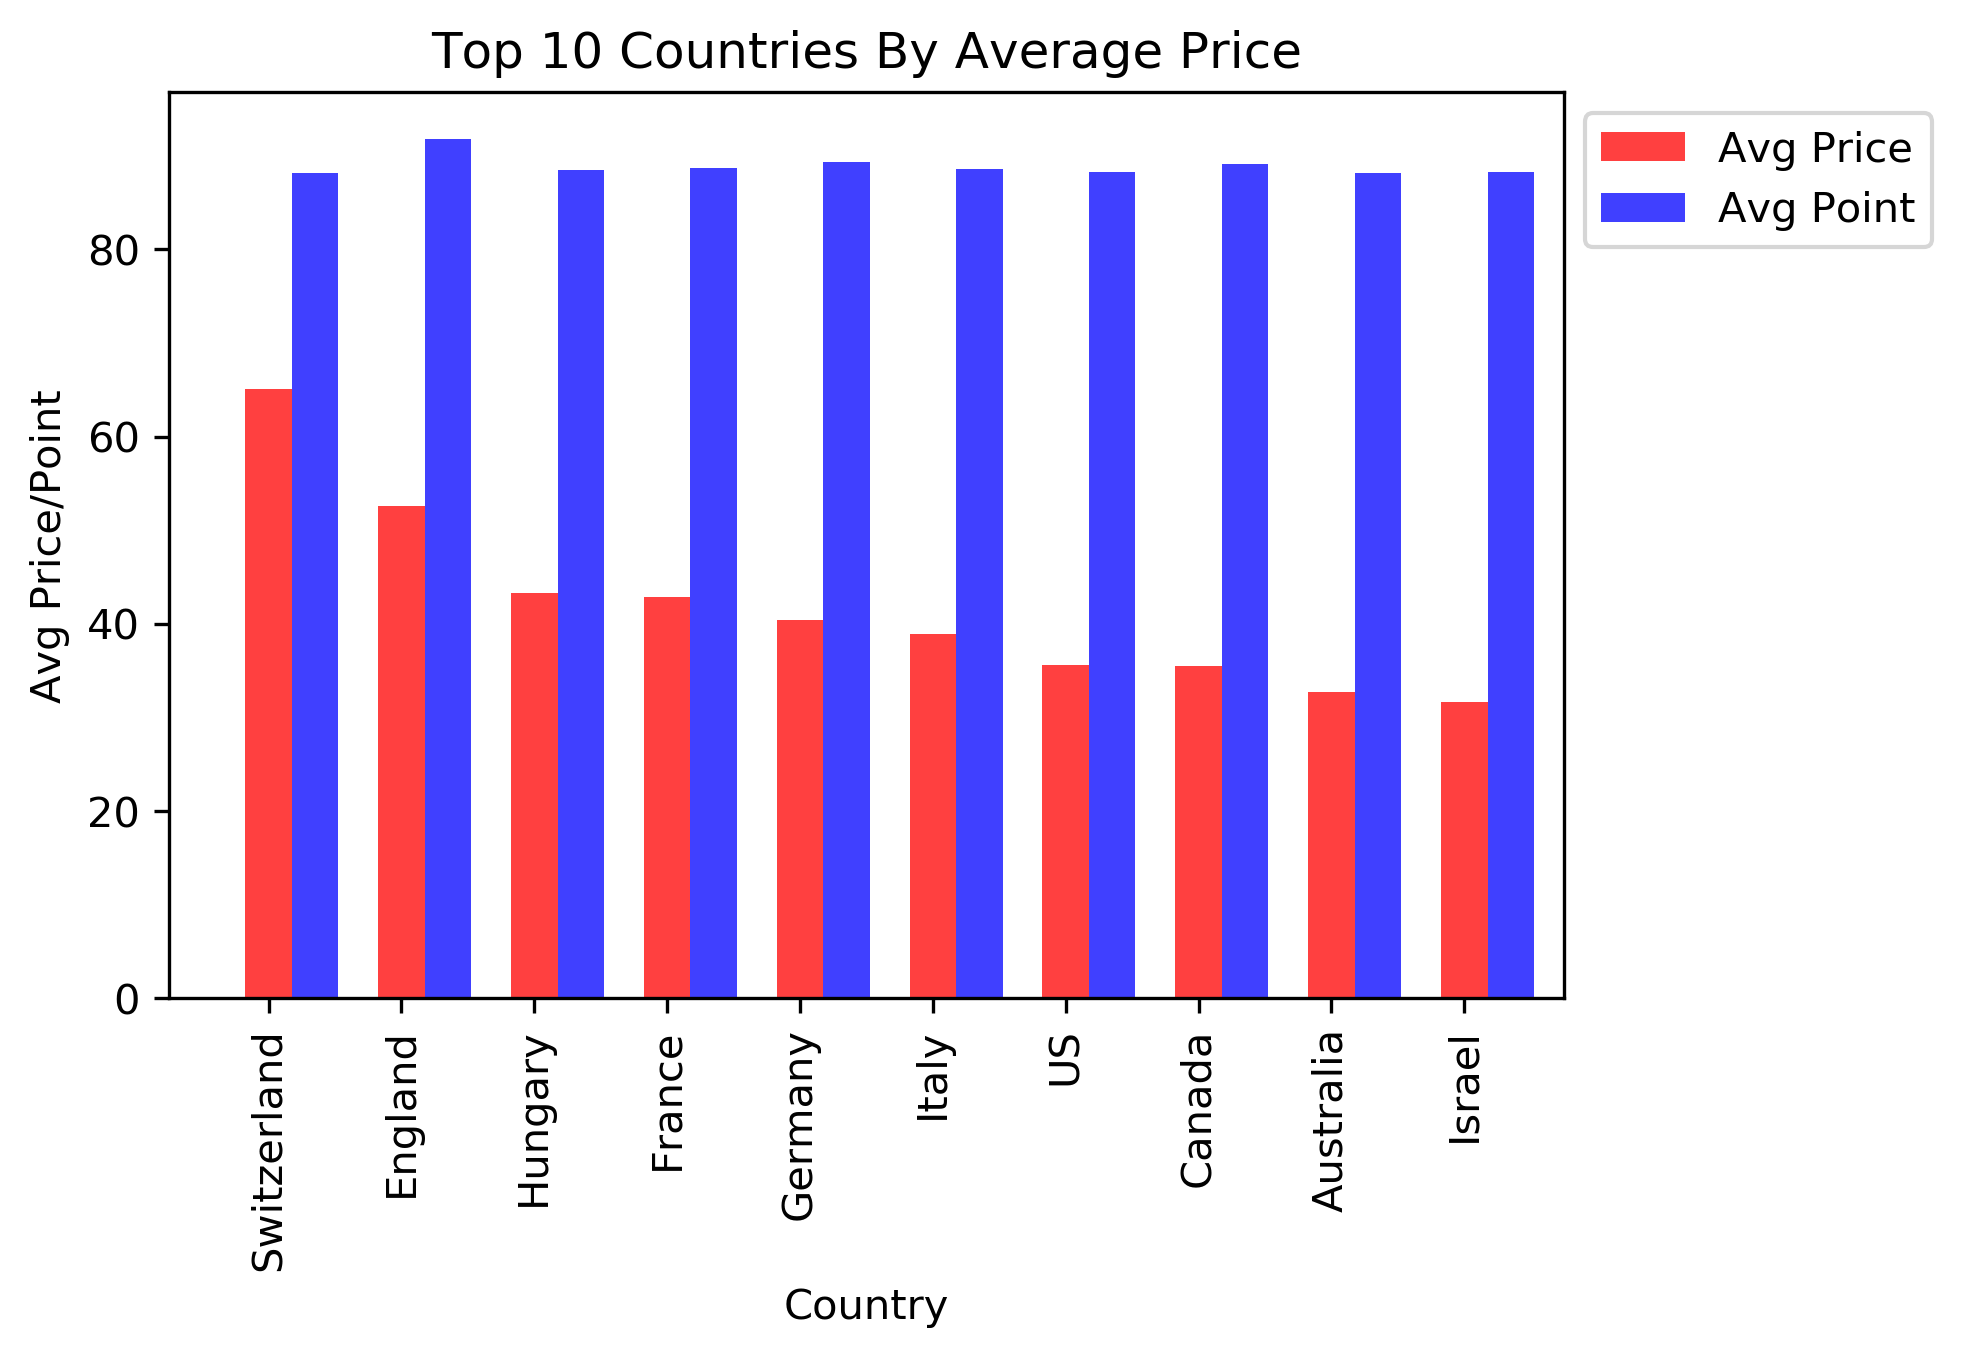 Top 10 Countries By Average Price
Avg Price
Avg Point
Avg Price/Point
80
60
40
20
0
Switzerland
England
Hungary
France
Germany
Italy
US
Canada
Australia
Israel
Country